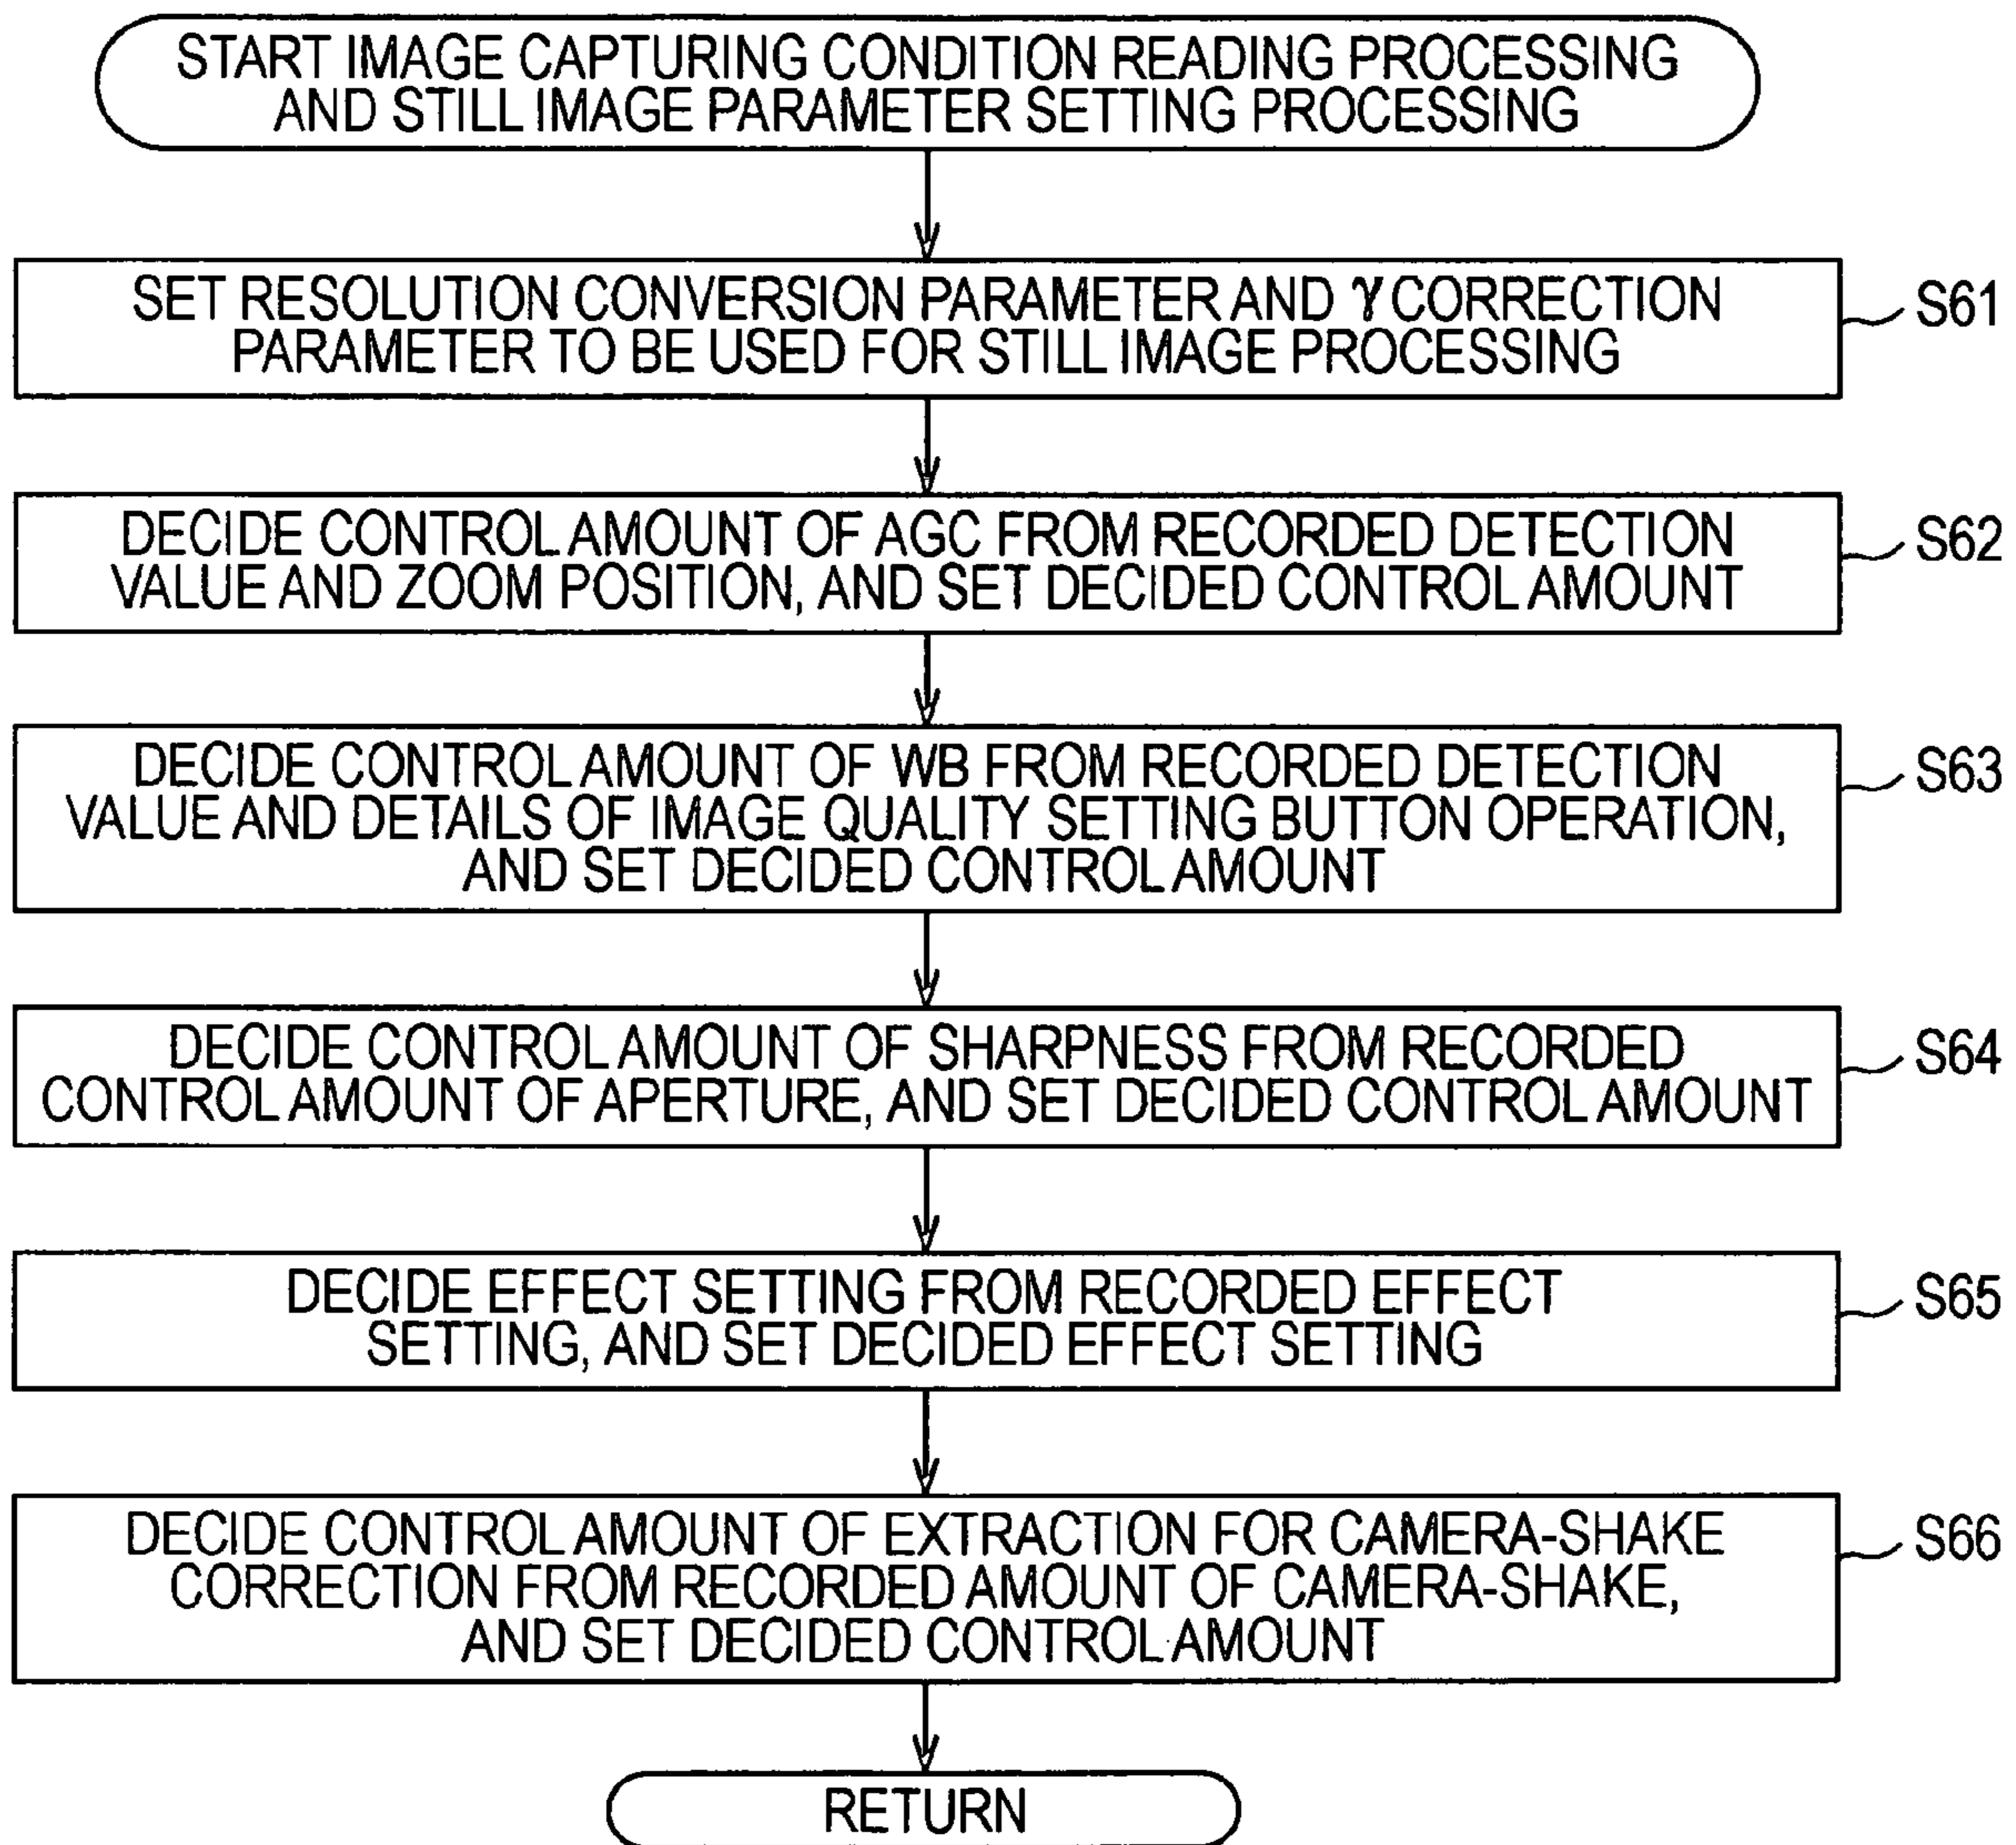 START IMAGE CAPTURING CONDITION READING PROCESSING
AND STILL IMAGE PARAMETER SETTING PROCESSING
SET RESOLUTION CONVERSION PARAMETER AND γ CORRECTION
PARAMETER TO BE USED FOR STILL IMAGE PROCESSING
S61
DECIDE CONTROL AMOUNT OF AGC FROM RECORDED DETECTION
VALUE AND ZOOM POSITION, AND SET DECIDED CONTROL AMOUNT
S62
DECIDE CONTROL AMOUNT OF WB FROM RECORDED DETECTION
VALUE AND DETAILS OF IMAGE QUALITY SETTING BUTTON OPERATION,
AND SET DECIDED CONTROL AMOUNT
S63
DECIDE CONTROL AMOUNT OF SHARPNESS FROM RECORDED
CONTROL AMOUNT OF APERTURE, AND SET DECIDED CONTROL AMOUNT
S64
DECIDE EFFECT SETTING FROM RECORDED EFFECT
SETTING, AND SET DECIDED EFFECT SETTING
S65
DECIDE CONTROL AMOUNT OF EXTRACTION FOR CAMERA-SHAKE
CORRECTION FROM RECORDED AMOUNT OF CAMERA-SHAKE,
AND SET DECIDED CONTROL AMOUNT
S66
RETURN